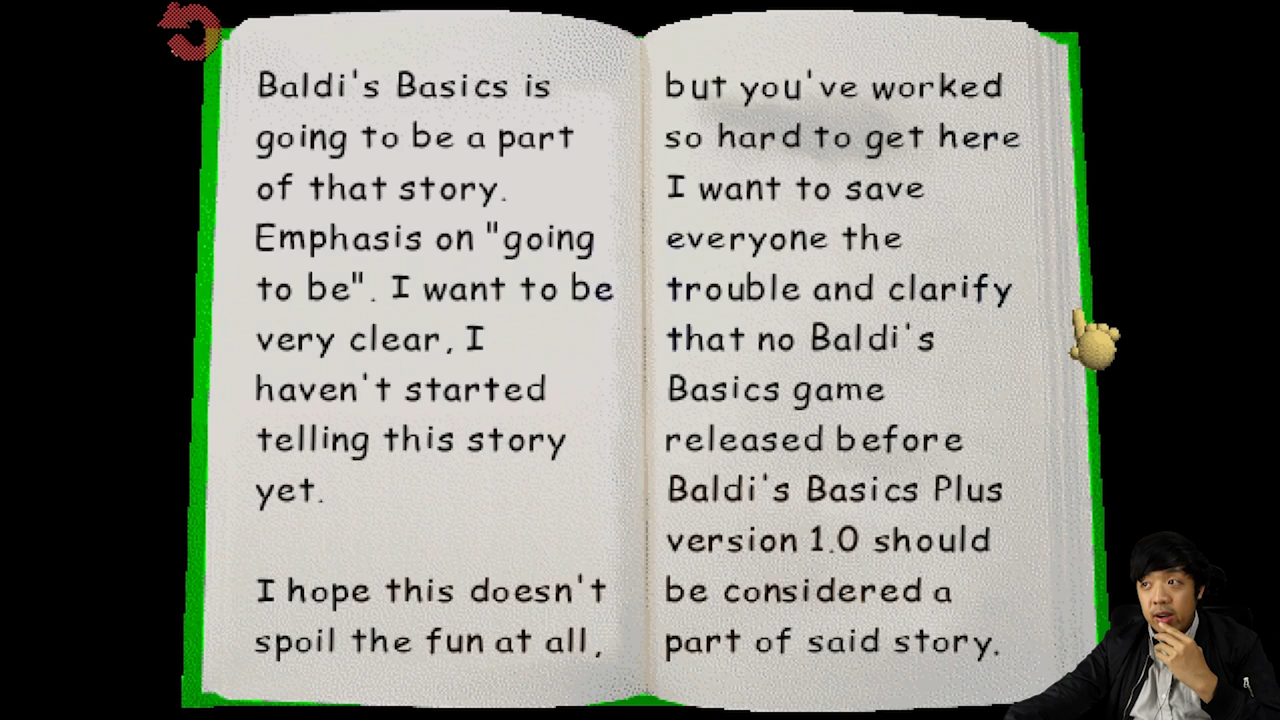 Baldi's Basics is
going to be a part
of that story.
Emphasis on "going
to be". I want to be
very clear, I
haven't started
telling this story
yet.
I hope this doesn't
spoil the fun at all,
but you've worked
so hard to get here
I want to save
everyone the
trouble and clarify
that no Baldi's
Basics game
released before
Baldi's Basics Plus
version 1.0 should
be considered a
part of said story.